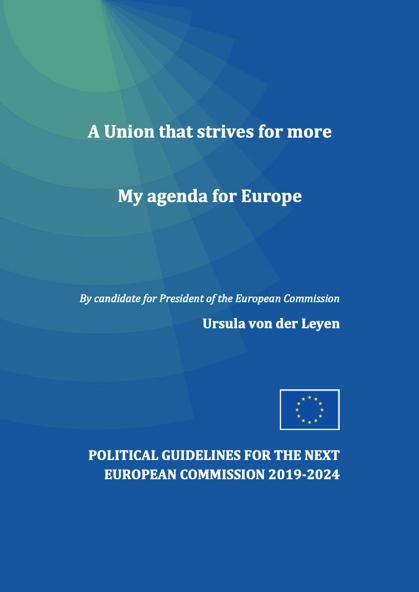 A Union that strives for more
My agenda for Europe
By candidate for President of the European Commission
Ursula von der Leyen
POLITICAL GUIDELINES FOR THE NEXT
EUROPEAN COMMISSION 2019-2024